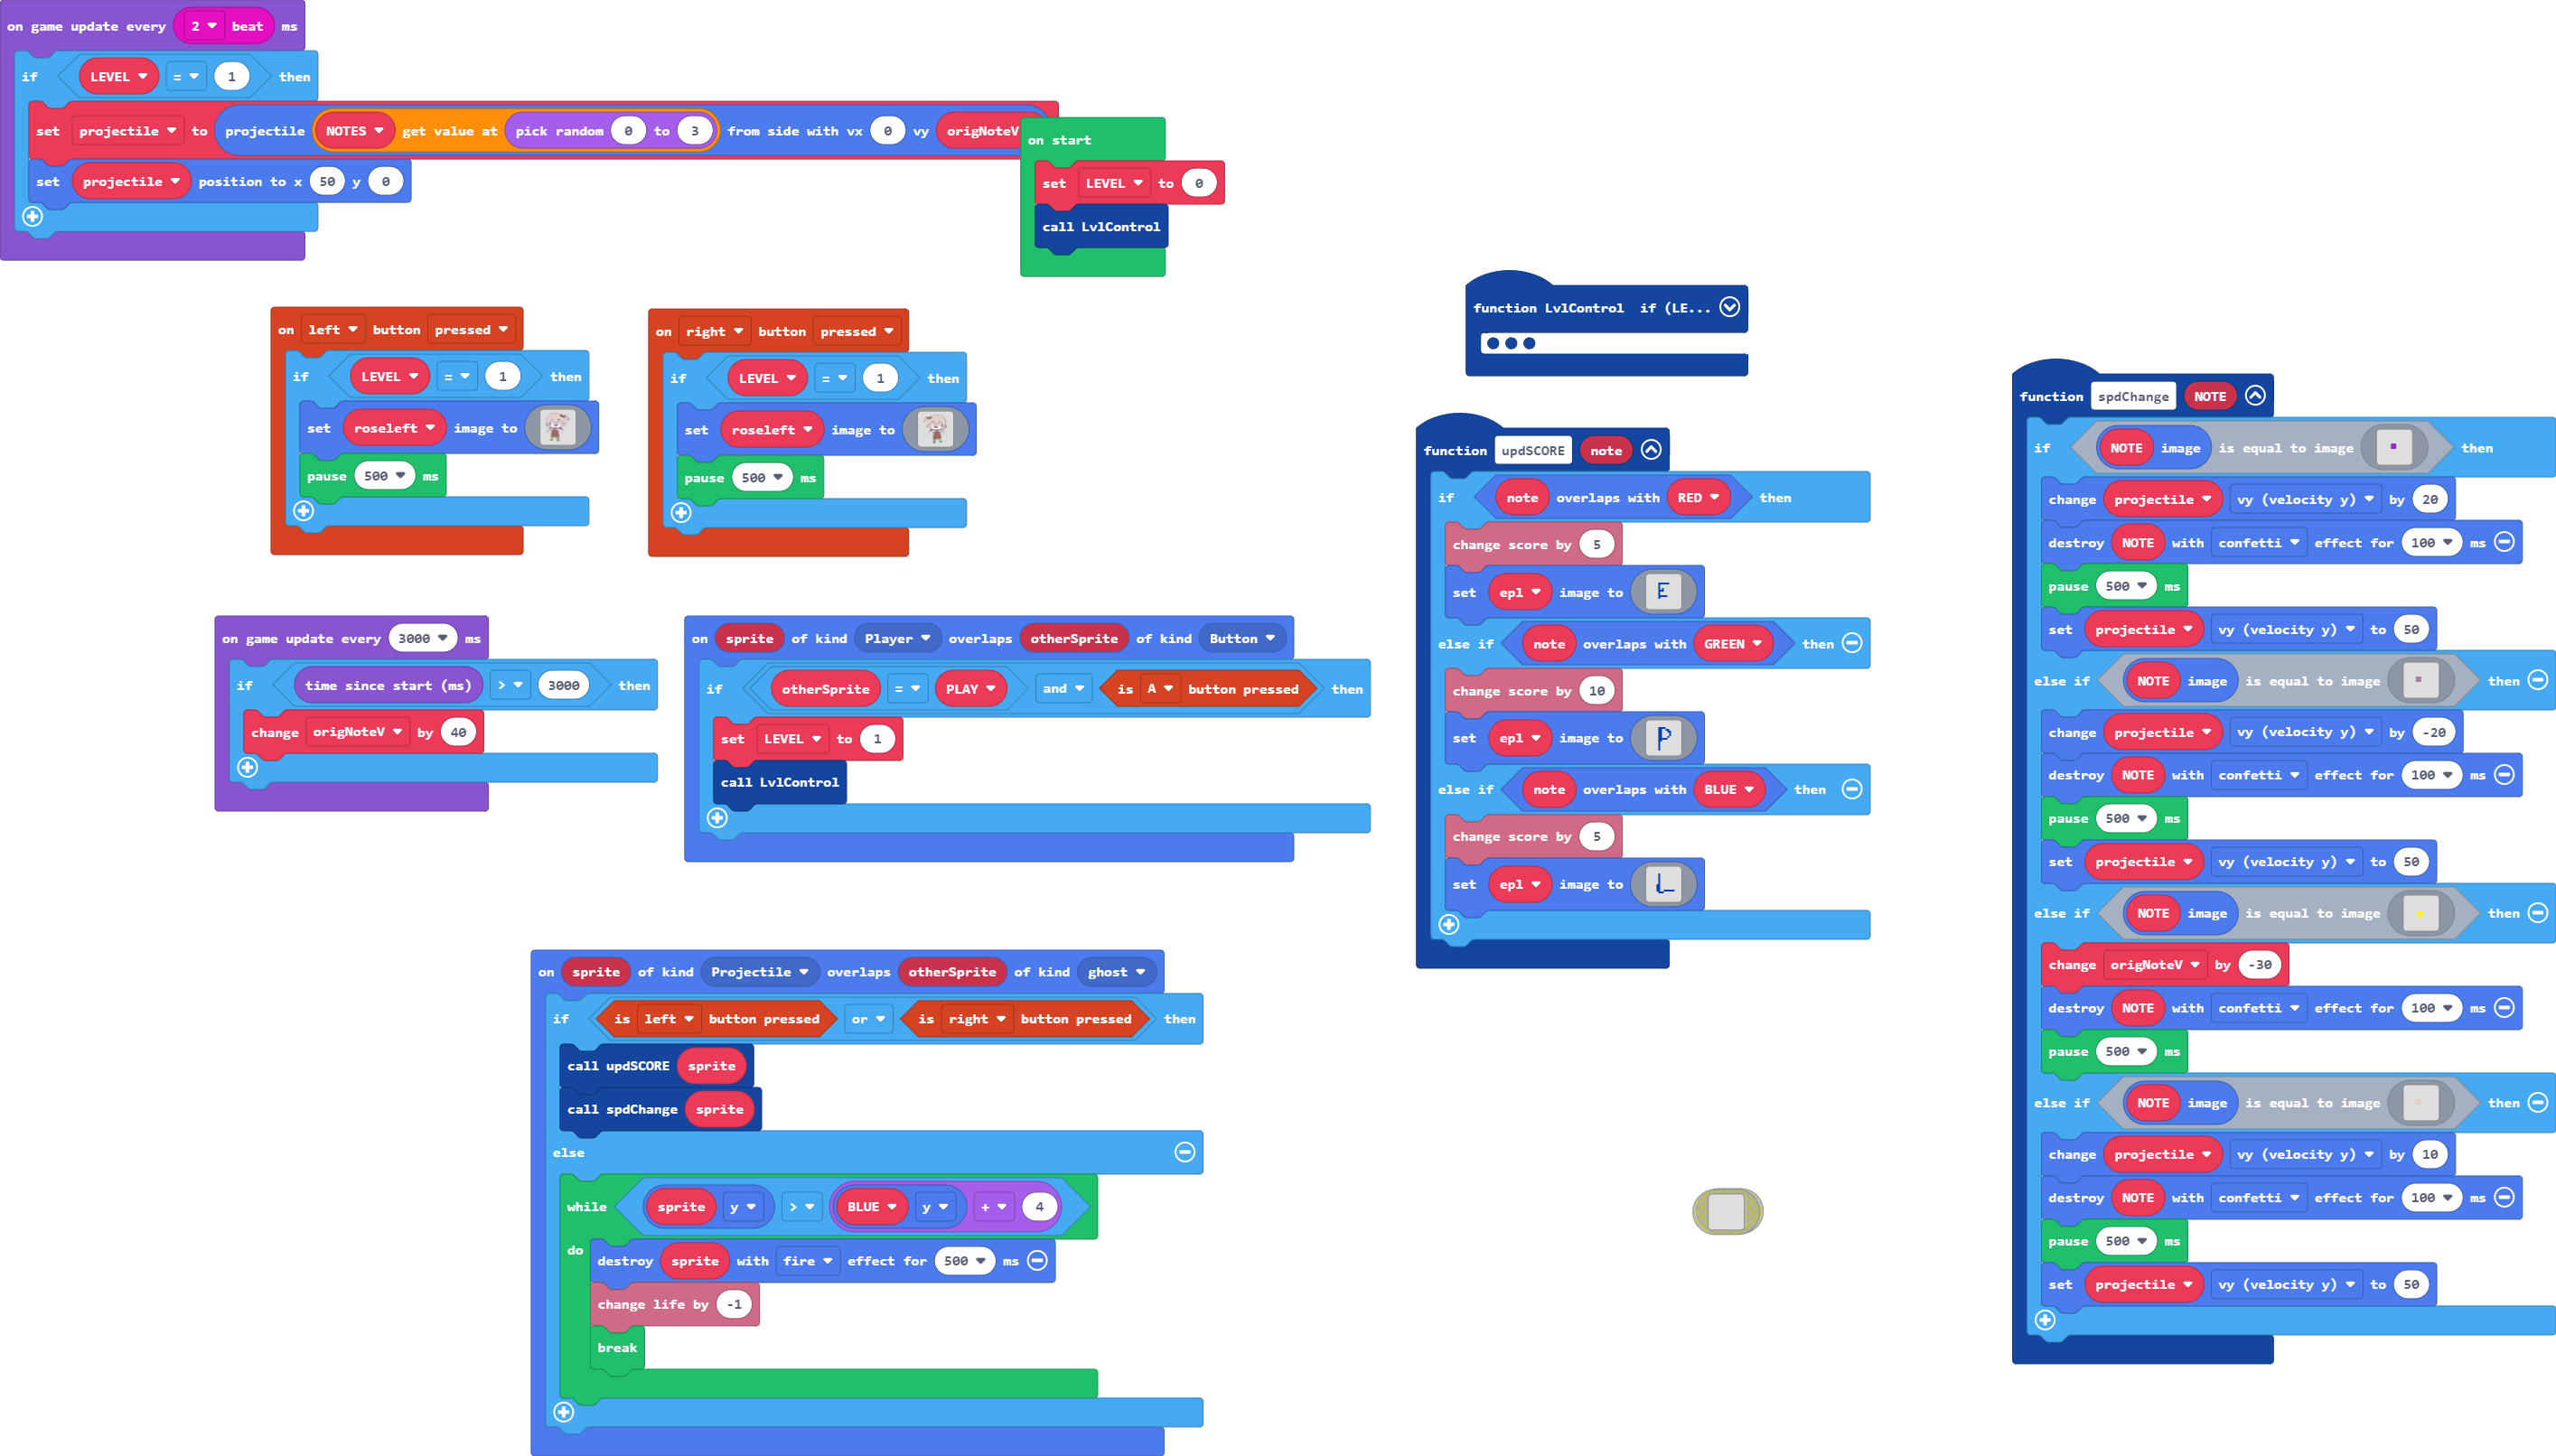 on game update every 2 beat ms
if LEVEL = 1 then
set projectile to projectile NOTES get value at pick random 0 to 3 from side with vx 0 vy origNoteV
set projectile position to x 50 y 0
on start
set LEVEL to 0
call LvlControl
on left button pressed
if LEVEL = 1 then
set roseleft image to
pause 500 ms
on right button pressed
if LEVEL = 1 then
set roseleft image to
pause 500 ms
on game update every 3000 ms
if time since start (ms) > 3000 then
change origNoteV by 40
on sprite of kind Player overlaps otherSprite of kind Button
if otherSprite = PLAY and is A button pressed then
set LEVEL to 1
call LvlControl
on sprite of kind Projectile overlaps otherSprite of kind ghost
if is left button pressed or is right button pressed then
call updSCORE sprite
call spdChange sprite
else
while sprite y > BLUE y + 4
do
destroy sprite with fire effect for 500 ms
change life by -1
break
function LvlControl if (LE...
function updSCORE note
if note overlaps with RED then
change score by 5
set epl image to E
else if note overlaps with GREEN then
change score by 10
set epl image to P
else if note overlaps with BLUE then
change score by 5
set epl image to L
function spdChange NOTE
if NOTE image is equal to image then
change projectile vy (velocity y) by 20
destroy NOTE with confetti effect for 100 ms
pause 500 ms
set projectile vy (velocity y) to 50
else if NOTE image is equal to image then
change projectile vy (velocity y) by -20
destroy NOTE with confetti effect for 100 ms
pause 500 ms
set projectile vy (velocity y) to 50
else if NOTE image is equal to image then
change origNoteV by -30
destroy NOTE with confetti effect for 100 ms
pause 500 ms
else if NOTE image is equal to image then
change projectile vy (velocity y) by 10
destroy NOTE with confetti effect for 100 ms
pause 500 ms
set projectile vy (velocity y) to 50